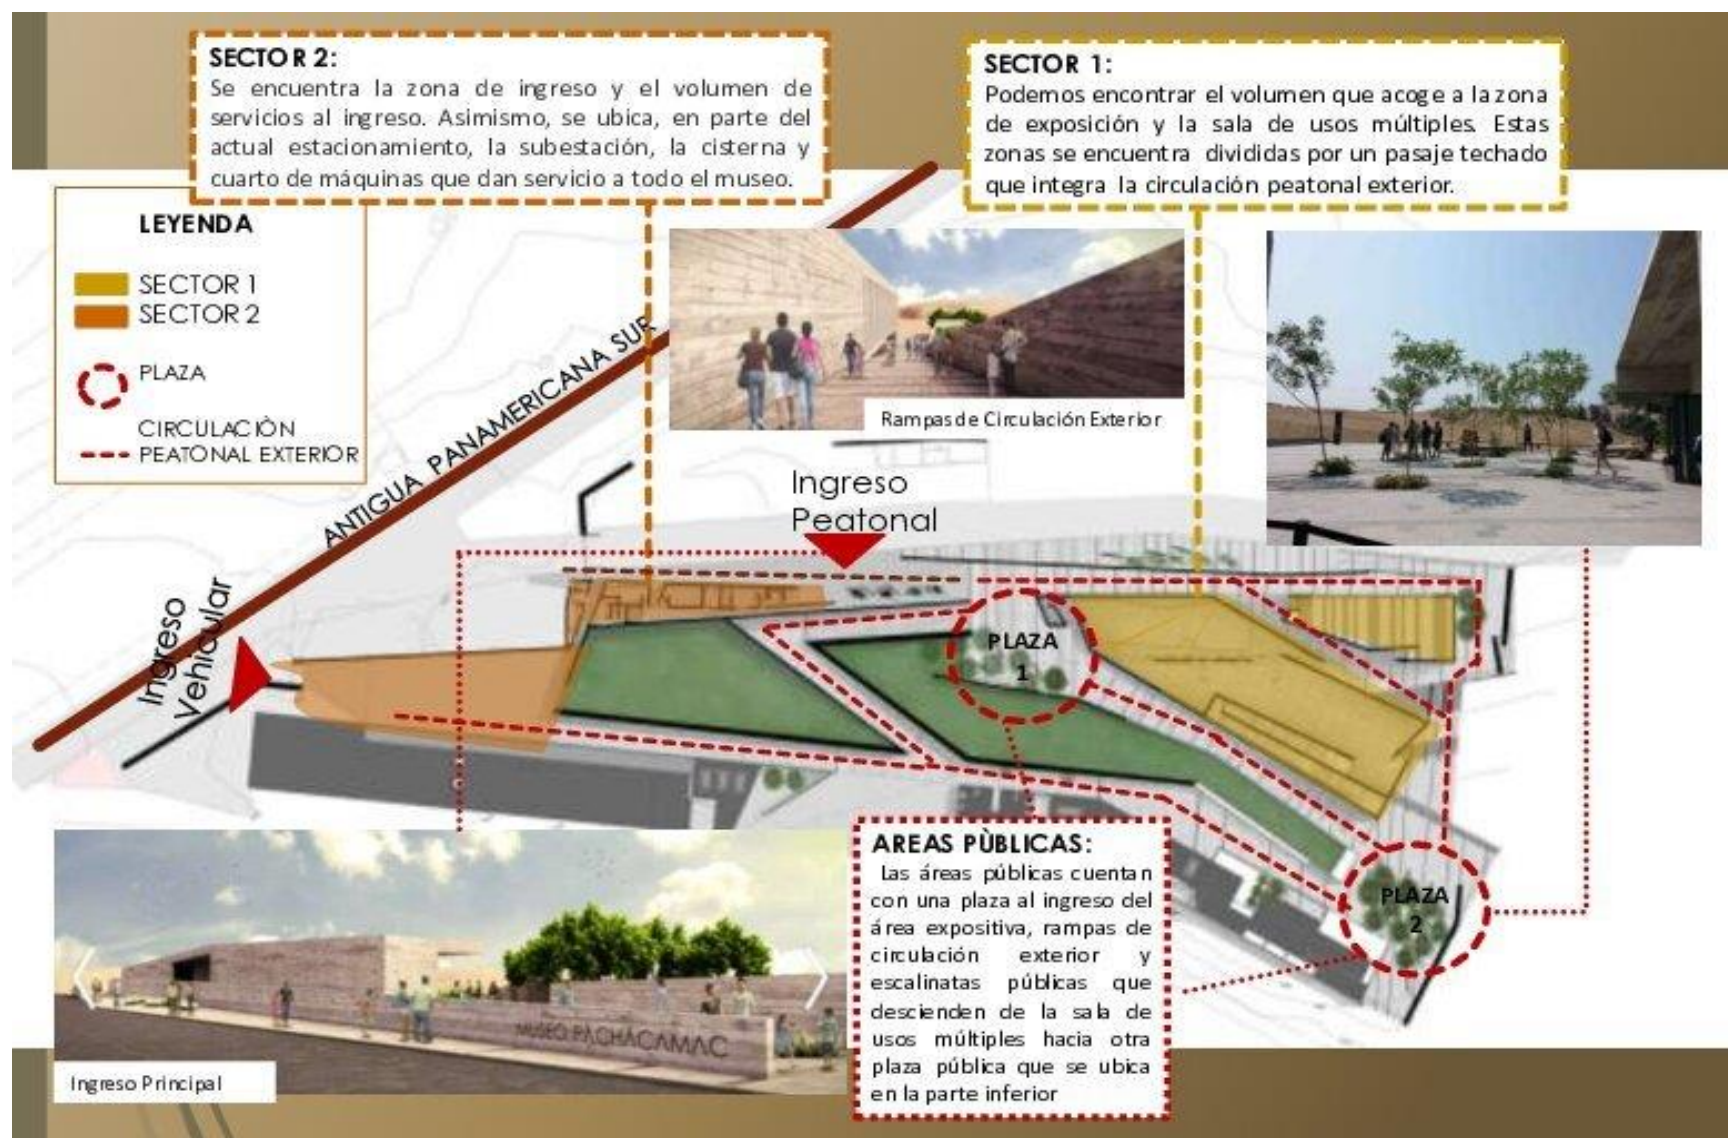 SECTOR 2:
Se encuentra la zona de ingreso y el volumen de
servicios al ingreso. Asimismo, se ubica, en parte del
actual estacionamiento, la subestación, la cisterna y
cuarto de máquinas que dan servicio a todo el museo.
SECTOR 1:
Podemos encontrar el volumen que acoge a la zona
de exposición y la sala de usos múltiples. Estas
zonas se encuentra divididas por un pasaje techado
que integra la circulación peatonal exterior.
LEYENDA
SECTOR 1
SECTOR 2
PLAZA
CIRCULACIÒN
PEATONAL EXTERIOR
ANTIGUA PANAMERICANA SUR
Rampas de Circulación Exterior
Ingreso
Peatonal
Ingreso
Vehicular
PLAZA
1
PLAZA
2
AREAS PÙBLICAS:
Las áreas públicas cuentan
con una plaza al ingreso del
área expositiva, rampas de
circulación exterior y
escalinatas públicas que
descienden de la sala de
usos múltiples hacia otra
plaza pública que se ubica
en la parte inferior
MUSEO PACHACAMAC
Ingreso Principal